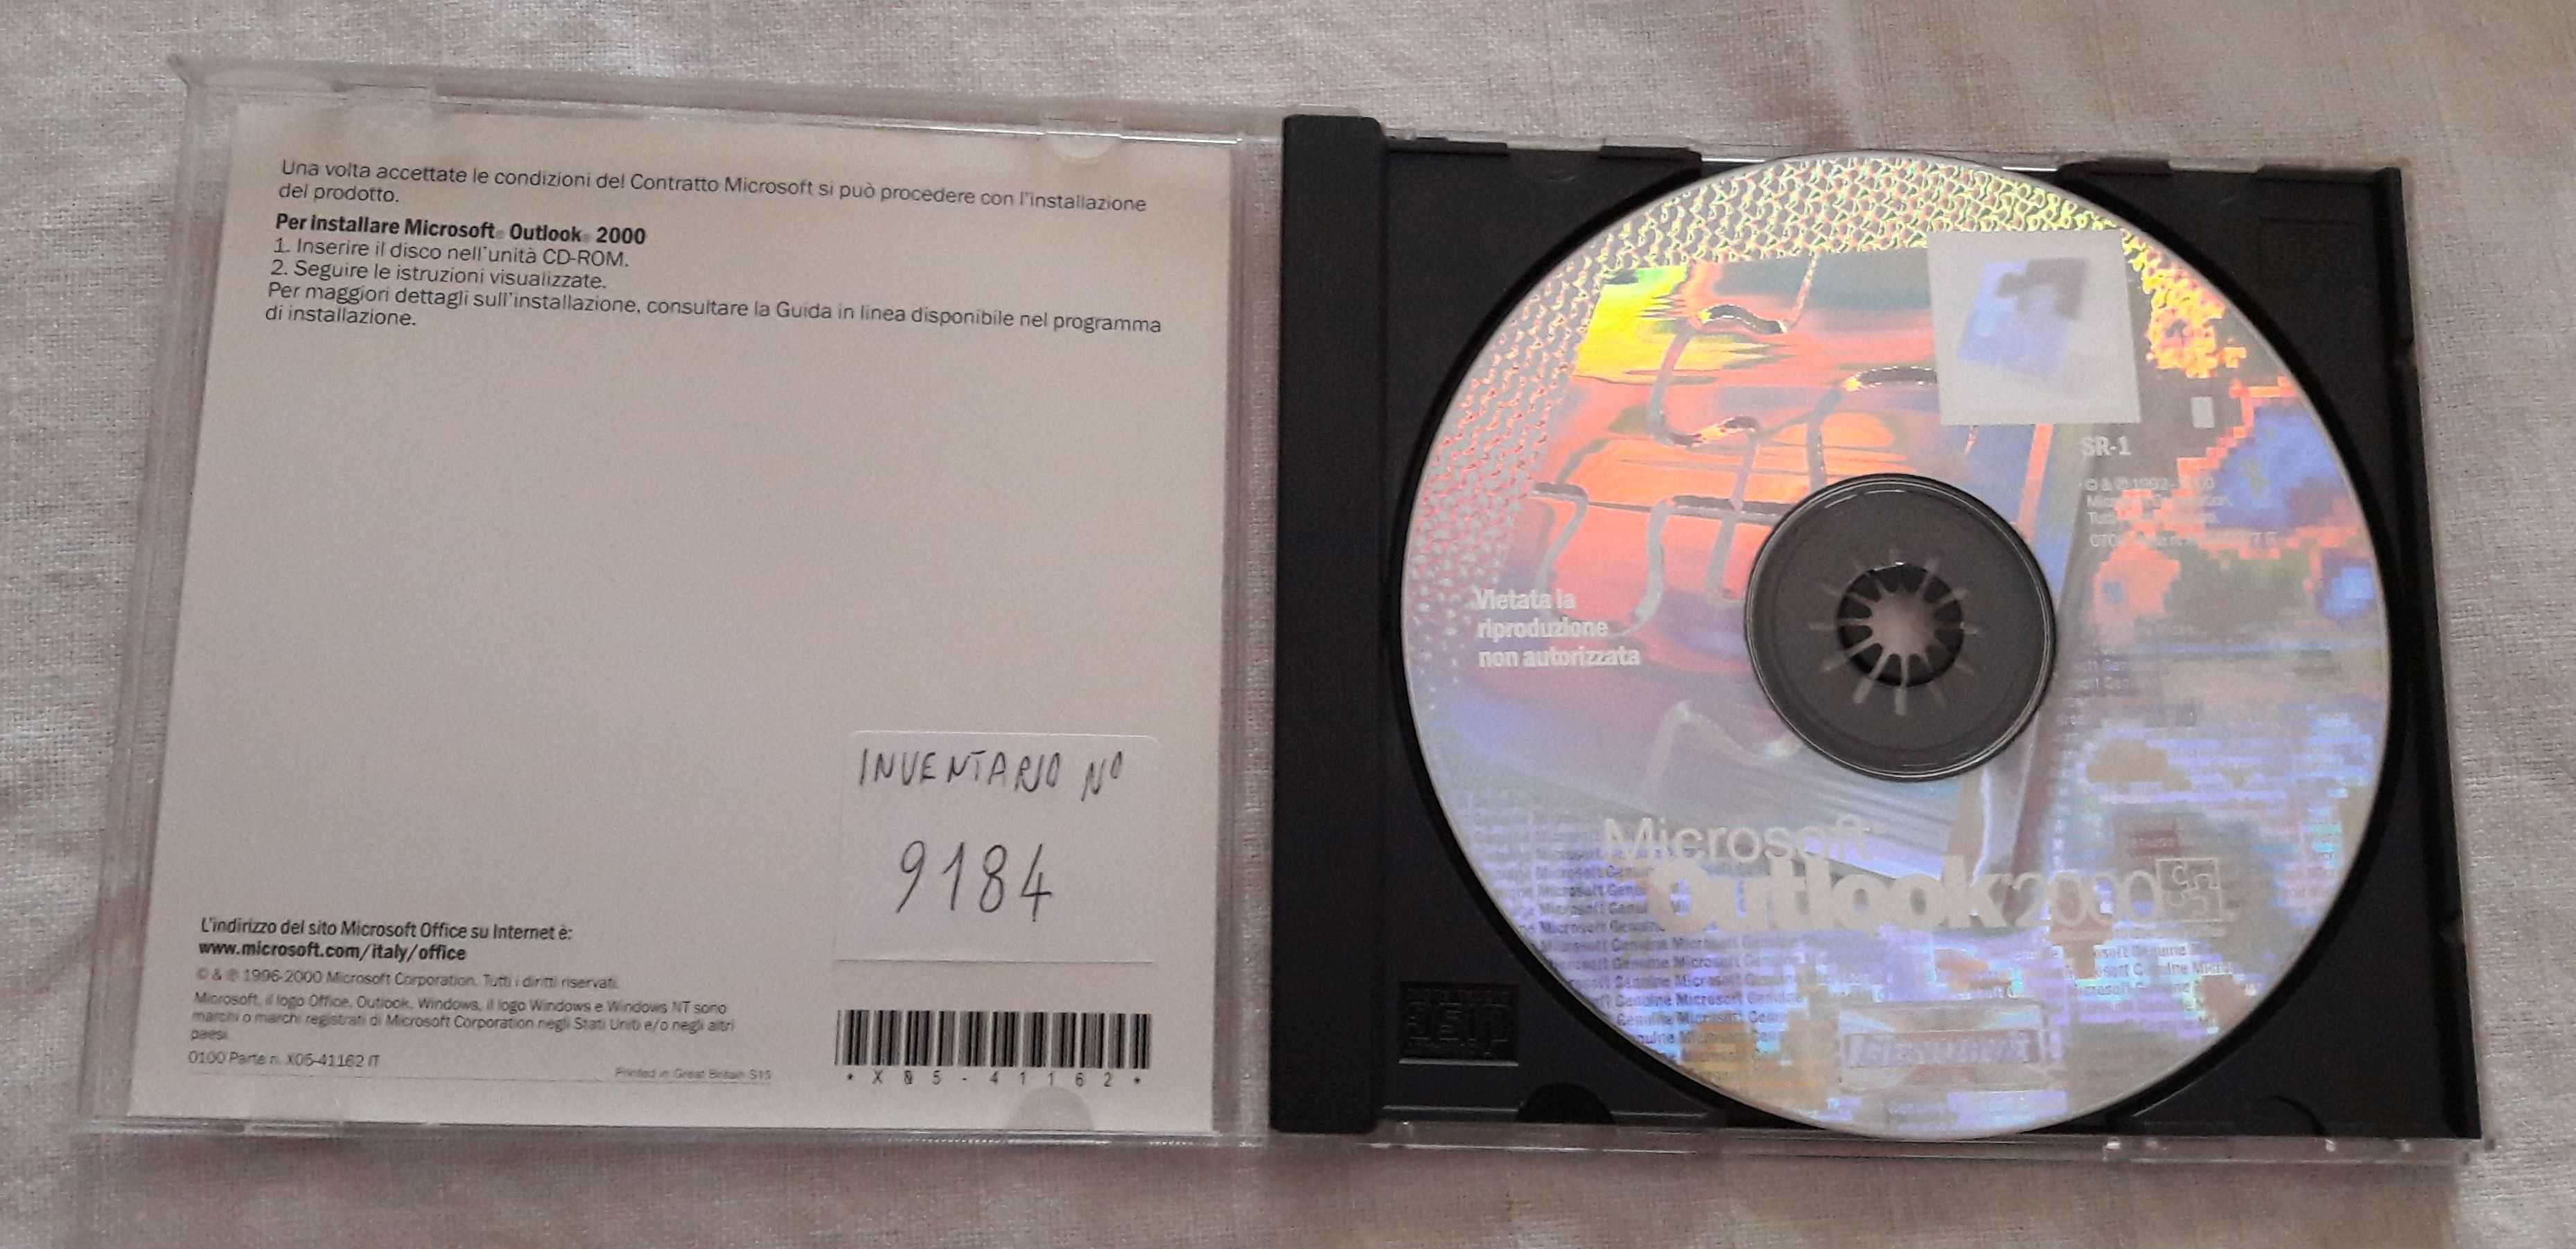 Una volta accettate le condizioni del Contratto Microsoft si può procedere con l'installazione
del prodotto.
Per installare Microsoft® Outlook® 2000
1. Inserire il disco nell'unità CD-ROM.
2. Seguire le istruzioni visualizzate.
Per maggiori dettagli sull'installazione, consultare la Guida in linea disponibile nel programma
di installazione.
INVENTARIO Nº
9184
L'indirizzo del sito Microsoft Office su Internet è:
www.microsoft.com/italy/office
© & ℗ 1996-2000 Microsoft Corporation. Tutti i diritti riservati.
Microsoft, il logo Office, Outlook, Windows, il logo Windows e Windows NT sono
marchi o marchi registrati di Microsoft Corporation negli Stati Uniti e/o negli altri
paesi.
0100 Parte n. X05-41162 IT
Printed in Great Britain S15
*X05-41162*
SR-1
© & ℗ 1992-2000
Vietata la
riproduzione
non autorizzata
Microsoft
Outlook 2000